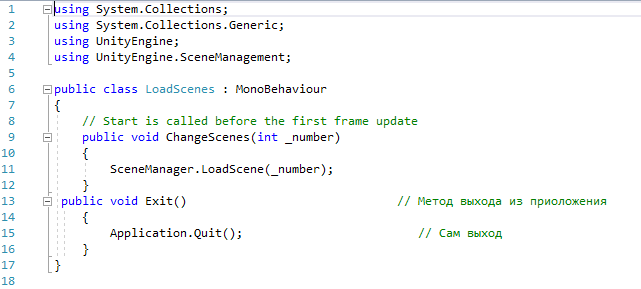 1 using System.Collections;
2 using System.Collections.Generic;
3 using UnityEngine;
4 using UnityEngine.SceneManagement;
5
6 public class LoadScenes : MonoBehaviour
7 {
8 // Start is called before the first frame update
9 public void ChangeScenes(int _number)
10 {
11 SceneManager.LoadScene(_number);
12 }
13 public void Exit() // Метод выхода из приоложения
14 {
15 Application.Quit(); // Сам выход
16 }
17 }
18